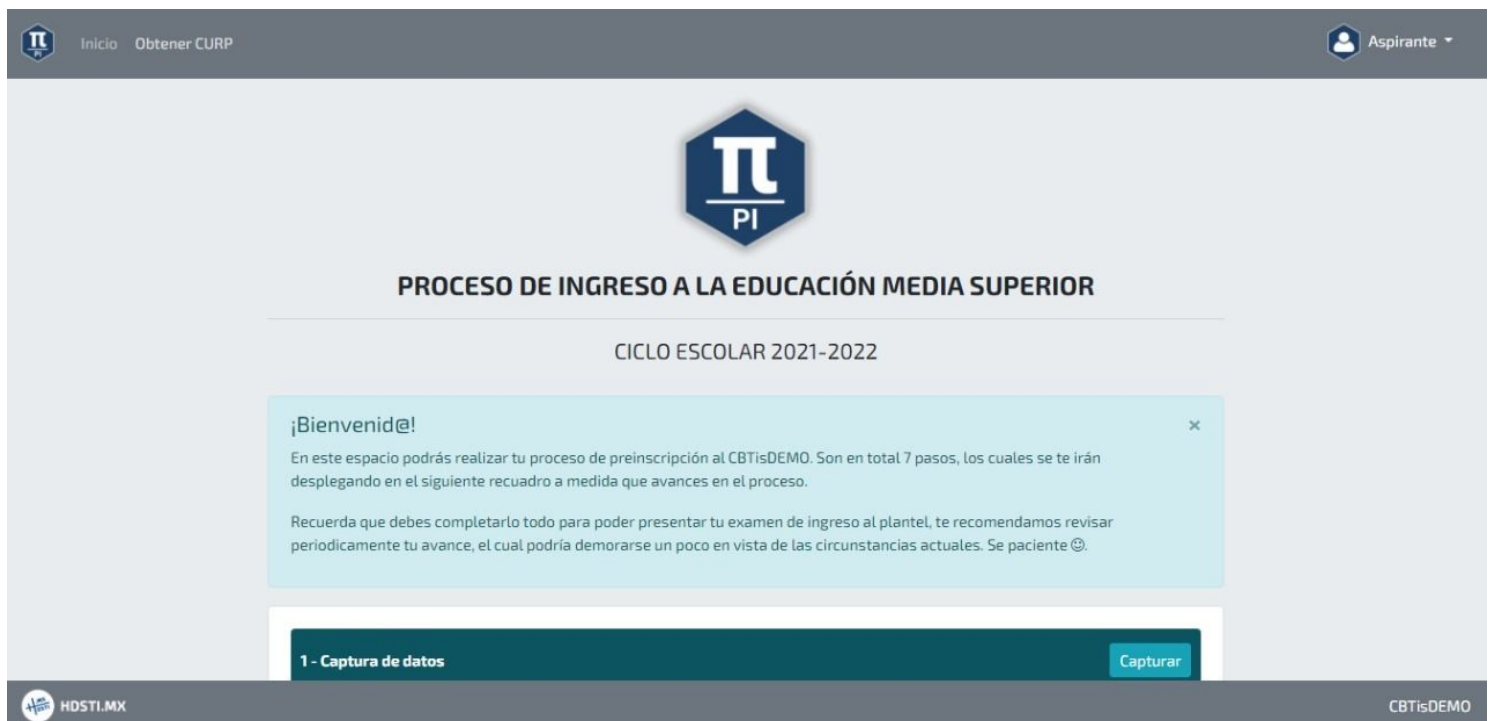 π
PI
Inicio Obtener CURP
Aspirante
π
PI
PROCESO DE INGRESO A LA EDUCACIÓN MEDIA SUPERIOR
CICLO ESCOLAR 2021-2022
¡Bienvenid@!
×
En este espacio podrás realizar tu proceso de preinscripción al CBTisDEMO. Son en total 7 pasos, los cuales se te irán
desplegando en el siguiente recuadro a medida que avances en el proceso.
Recuerda que debes completarlo todo para poder presentar tu examen de ingreso al plantel, te recomendamos revisar
periodicamente tu avance, el cual podría demorarse un poco en vista de las circunstancias actuales. Se paciente ☺.
1 - Captura de datos
Capturar
HDSTI.MX
CBTisDEMO